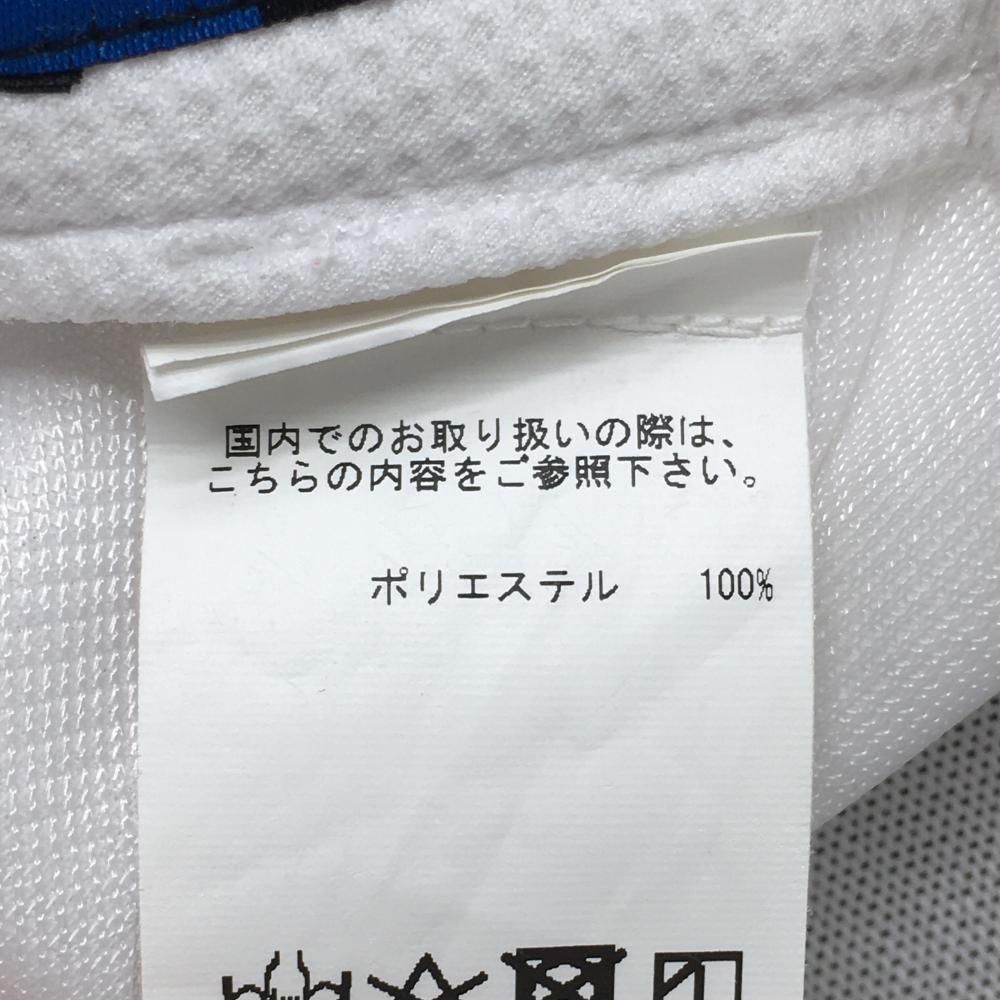 国内でのお取り扱いの際は、
こちらの内容をご参照下さい。
ポリエステル 100%